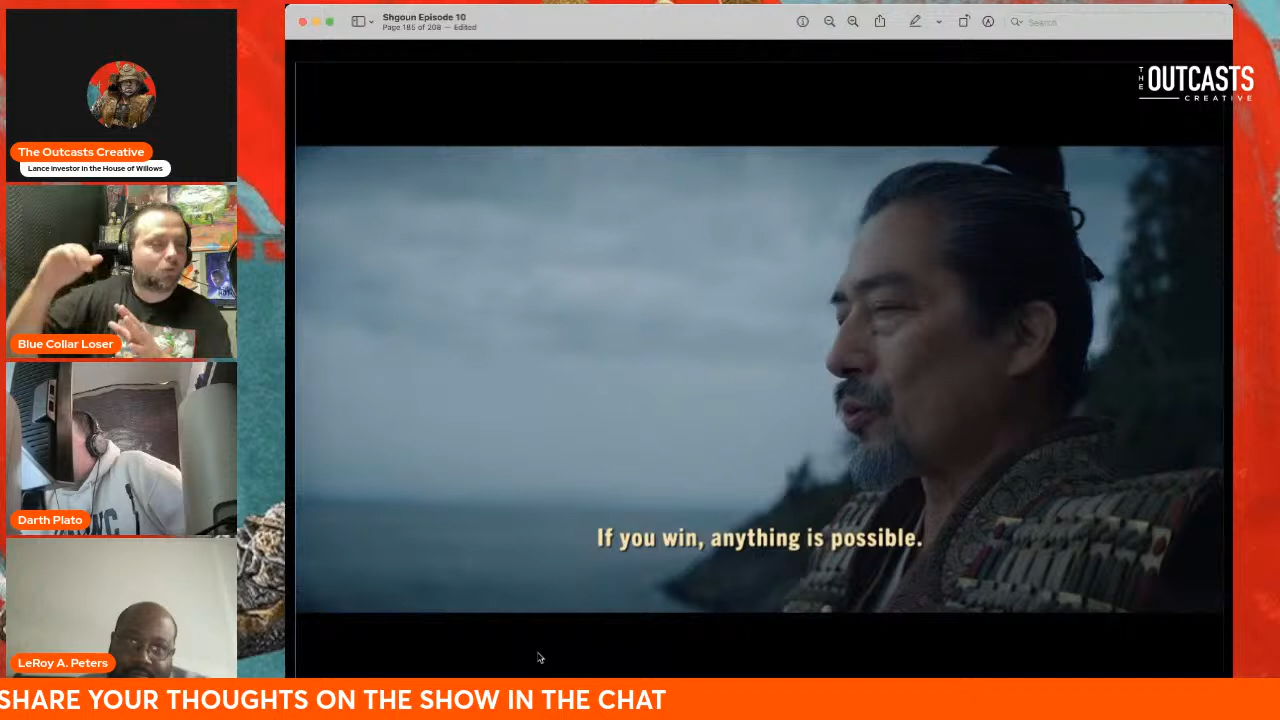 Shgoun Episode 10
Page 185 of 208 — Edited
Search
THE OUTCASTS
CREATIVE
The Outcasts Creative
Lance investor in the House of Willows
Blue Collar Loser
Darth Plato
LeRoy A. Peters
If you win, anything is possible.
SHARE YOUR THOUGHTS ON THE SHOW IN THE CHAT